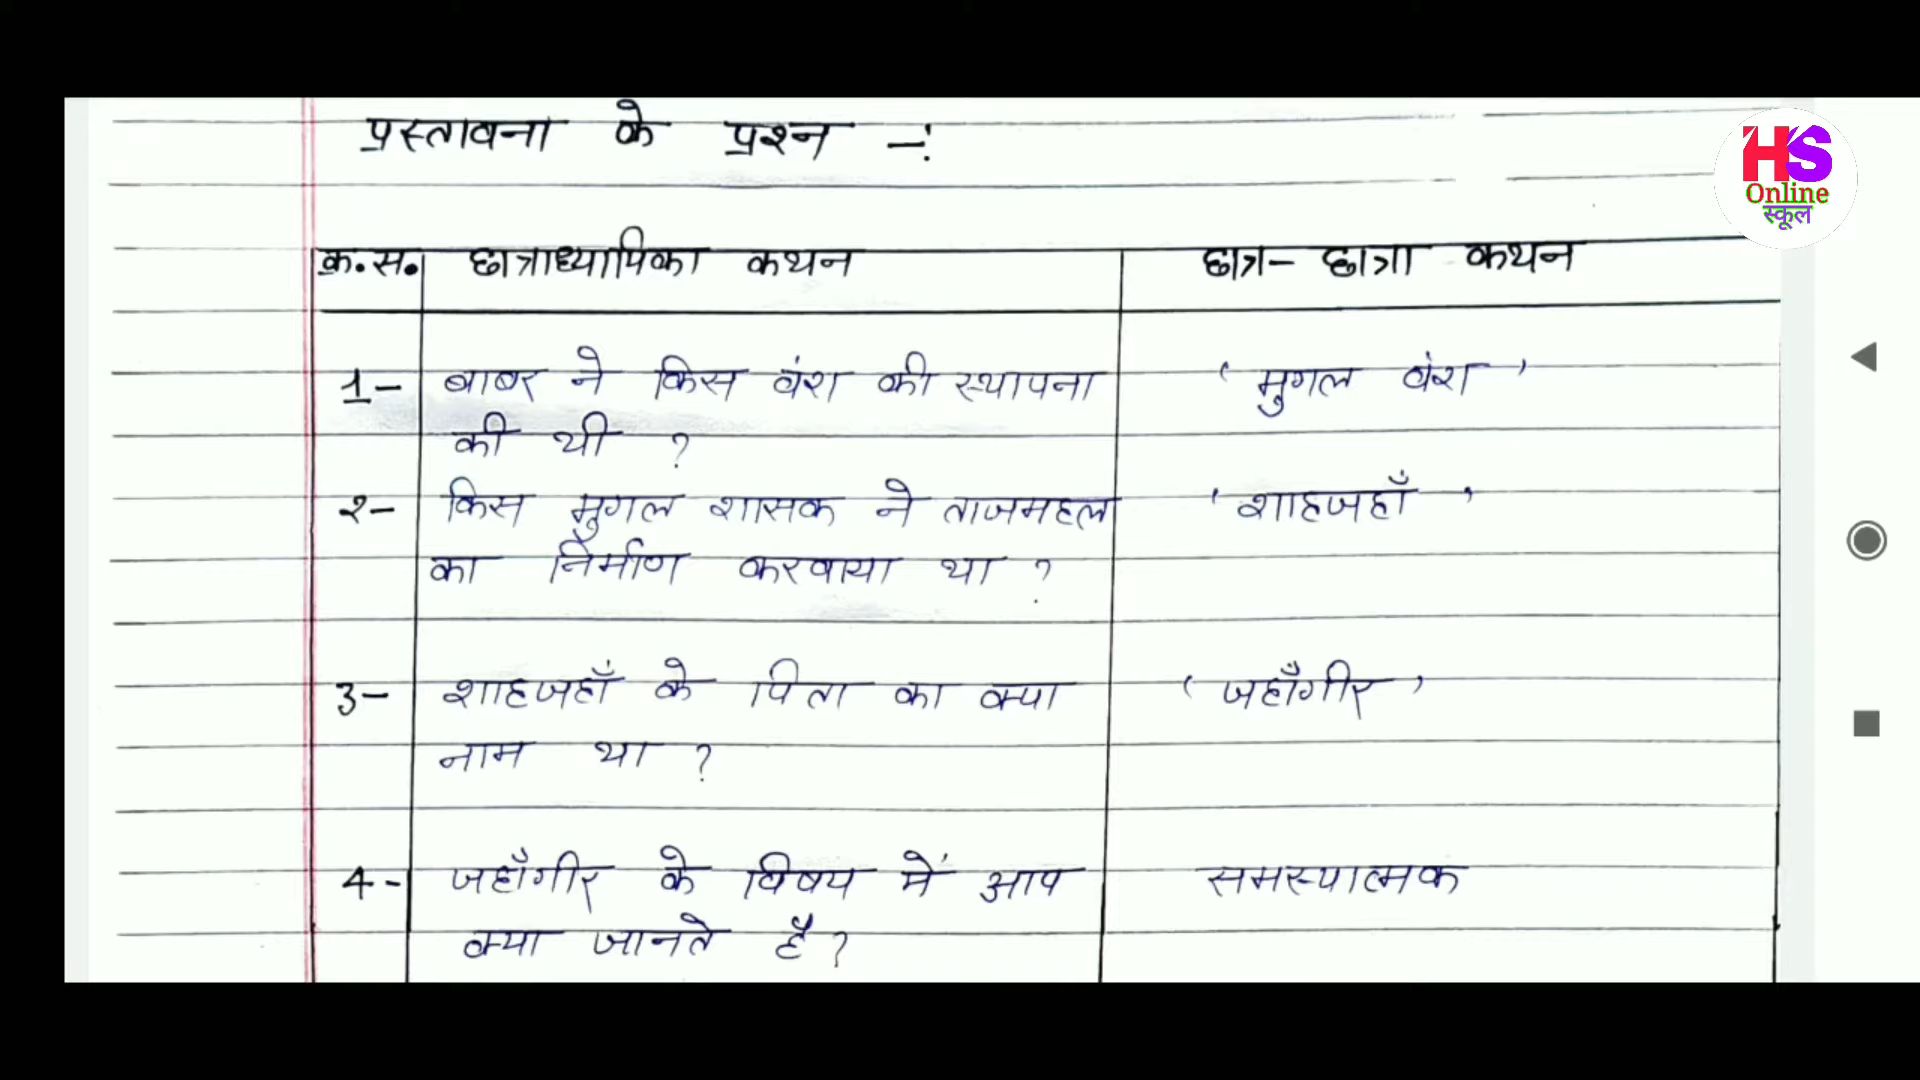 प्रस्तावना के प्रश्न -:
HS
Online
स्कूल
क्र.स. छात्राध्यापिका कथन छात्र-छात्रा कथन
1- बाबर ने किस वंश की स्थापना ' मुगल वंश '
की थी ?
२- किस मुगल शासक ने ताजमहल ' शाहजहाँ '
का निर्माण करवाया था ?
3- शाहजहाँ के पिता का क्या ' जहाँगीर '
नाम था ?
4- जहाँगीर के विषय में आप समस्यात्मक
क्या जानते है ?